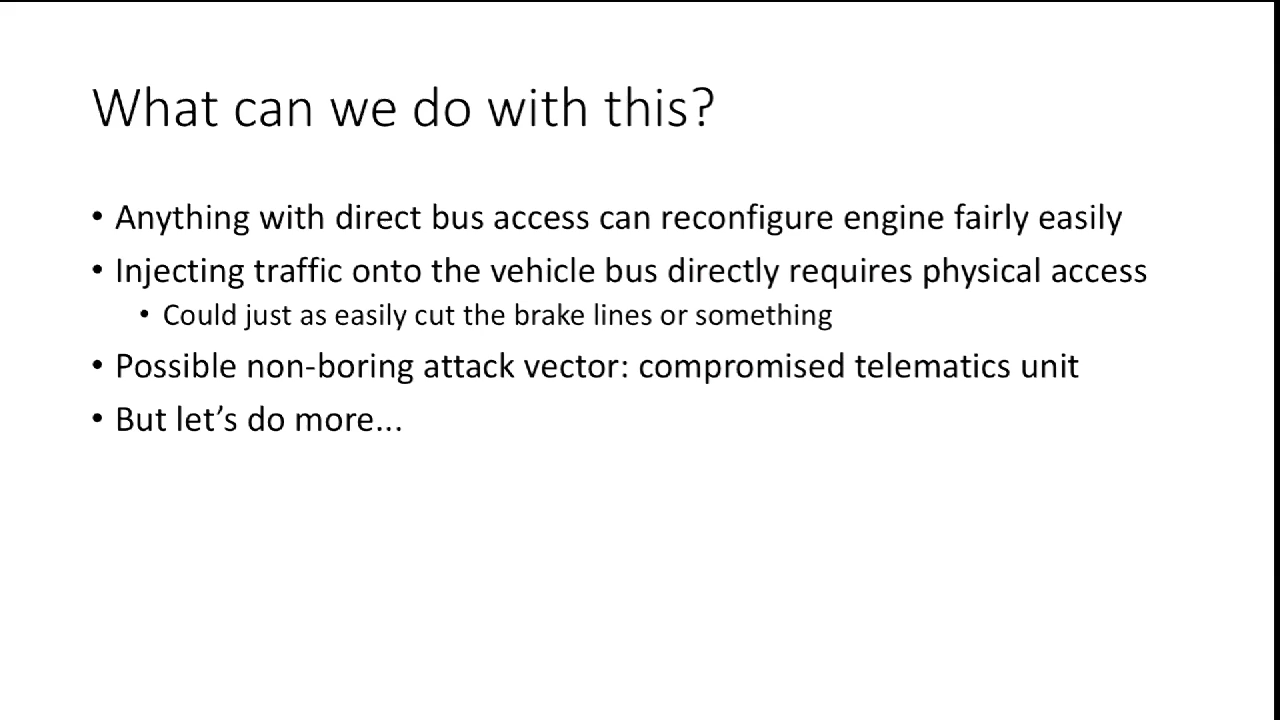 What can we do with this?
• Anything with direct bus access can reconfigure engine fairly easily
• Injecting traffic onto the vehicle bus directly requires physical access
• Could just as easily cut the brake lines or something
• Possible non-boring attack vector: compromised telematics unit
• But let’s do more...